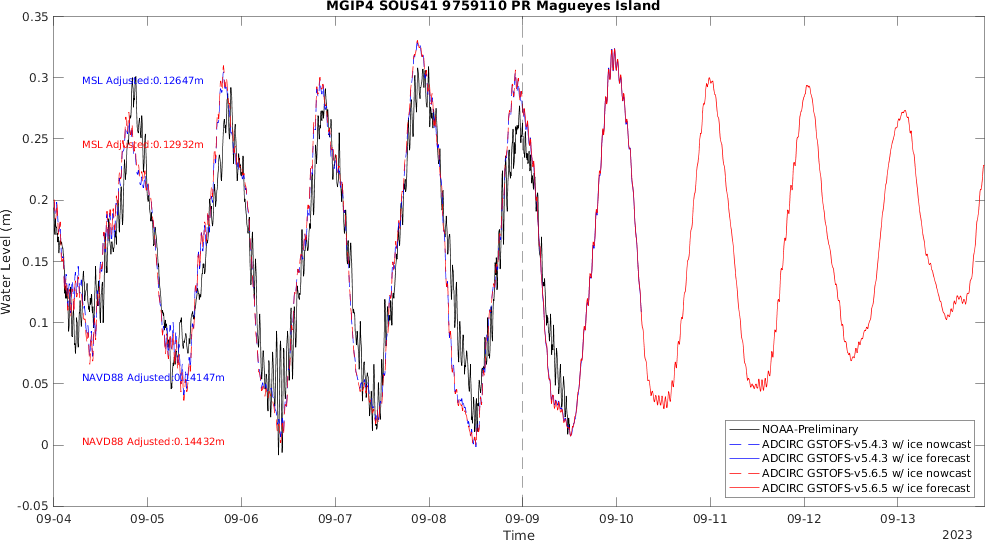 MGIP4 SOUS41 9759110 PR Magueyes Island
0.35
0.3
0.25
0.2
0.15
0.1
0.05
0
-0.05
Water Level (m)
MSL Adjusted:0.12647m
MSL Adjusted:0.12932m
NAVD88 Adjusted:0.14147m
NAVD88 Adjusted:0.14432m
NOAA-Preliminary
ADCIRC GSTOFS-v5.4.3 w/ ice nowcast
ADCIRC GSTOFS-v5.4.3 w/ ice forecast
ADCIRC GSTOFS-v5.6.5 w/ ice nowcast
ADCIRC GSTOFS-v5.6.5 w/ ice forecast
09-04 09-05 09-06 09-07 09-08 09-09 09-10 09-11 09-12 09-13
Time
2023